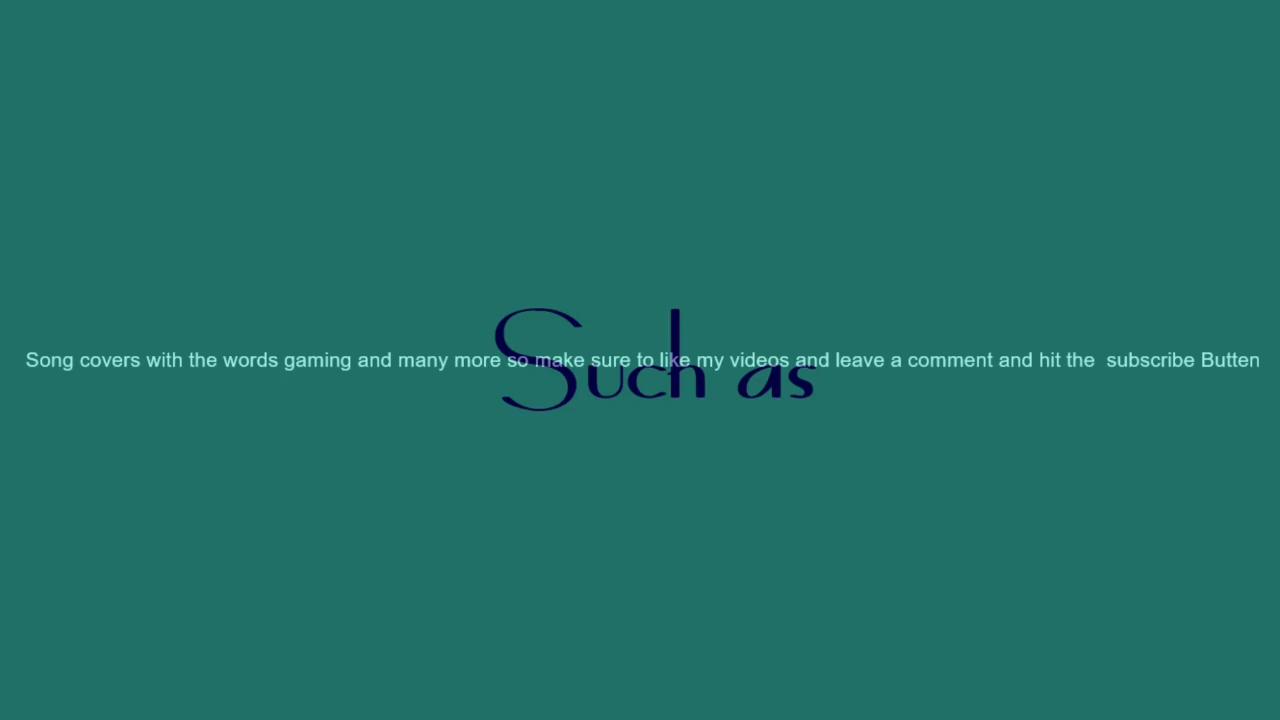 Such as
Song covers with the words gaming and many more so make sure to like my videos and leave a comment and hit the  subscribe Butten